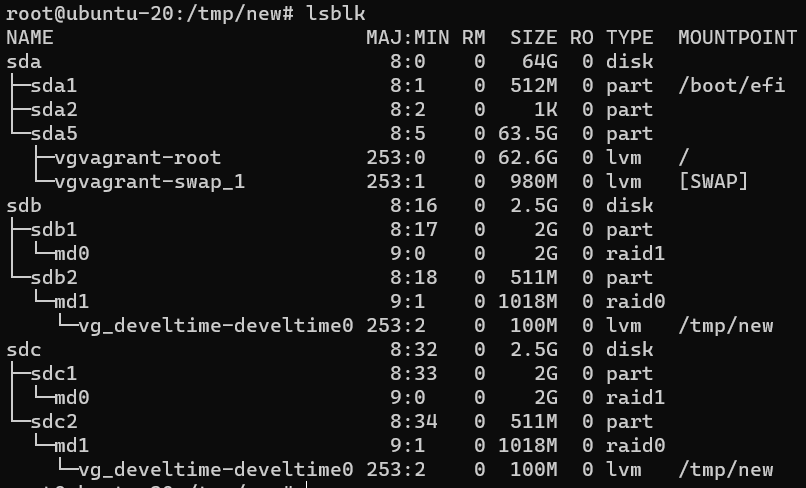 root@ubuntu-20:/tmp/new# lsblk
NAME                          MAJ:MIN RM   SIZE RO TYPE  MOUNTPOINT
sda                             8:0    0    64G  0 disk
├─sda1                          8:1    0   512M  0 part  /boot/efi
├─sda2                          8:2    0     1K  0 part
└─sda5                          8:5    0  63.5G  0 part
  ├─vgvagrant-root            253:0    0  62.6G  0 lvm   /
  └─vgvagrant-swap_1          253:1    0   980M  0 lvm   [SWAP]
sdb                             8:16   0   2.5G  0 disk
├─sdb1                          8:17   0     2G  0 part
│ └─md0                         9:0    0     2G  0 raid1
└─sdb2                          8:18   0   511M  0 part
  └─md1                         9:1    0  1018M  0 raid0
    └─vg_develtime-develtime0 253:2    0   100M  0 lvm   /tmp/new
sdc                             8:32   0   2.5G  0 disk
├─sdc1                          8:33   0     2G  0 part
│ └─md0                         9:0    0     2G  0 raid1
└─sdc2                          8:34   0   511M  0 part
  └─md1                         9:1    0  1018M  0 raid0
    └─vg_develtime-develtime0 253:2    0   100M  0 lvm   /tmp/new